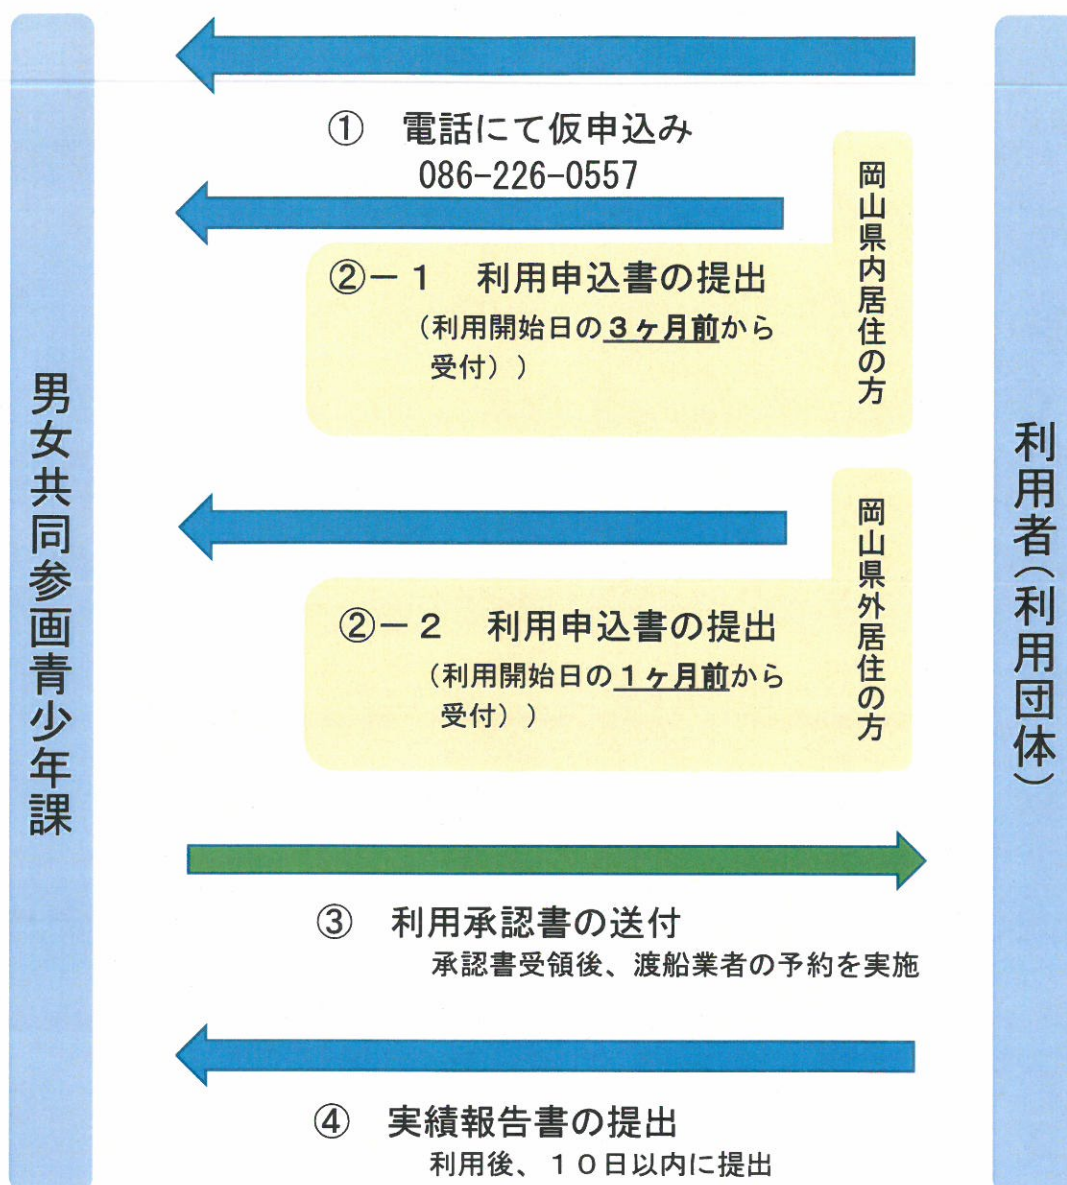 男女共同参画青少年課
利用者（利用団体）
① 電話にて仮申込み
086-226-0557
岡山県内居住の方
②－１ 利用申込書の提出
（利用開始日の３ヶ月前から
受付））
岡山県外居住の方
②－２ 利用申込書の提出
（利用開始日の１ヶ月前から
受付））
③ 利用承認書の送付
承認書受領後、渡船業者の予約を実施
④ 実績報告書の提出
利用後、１０日以内に提出